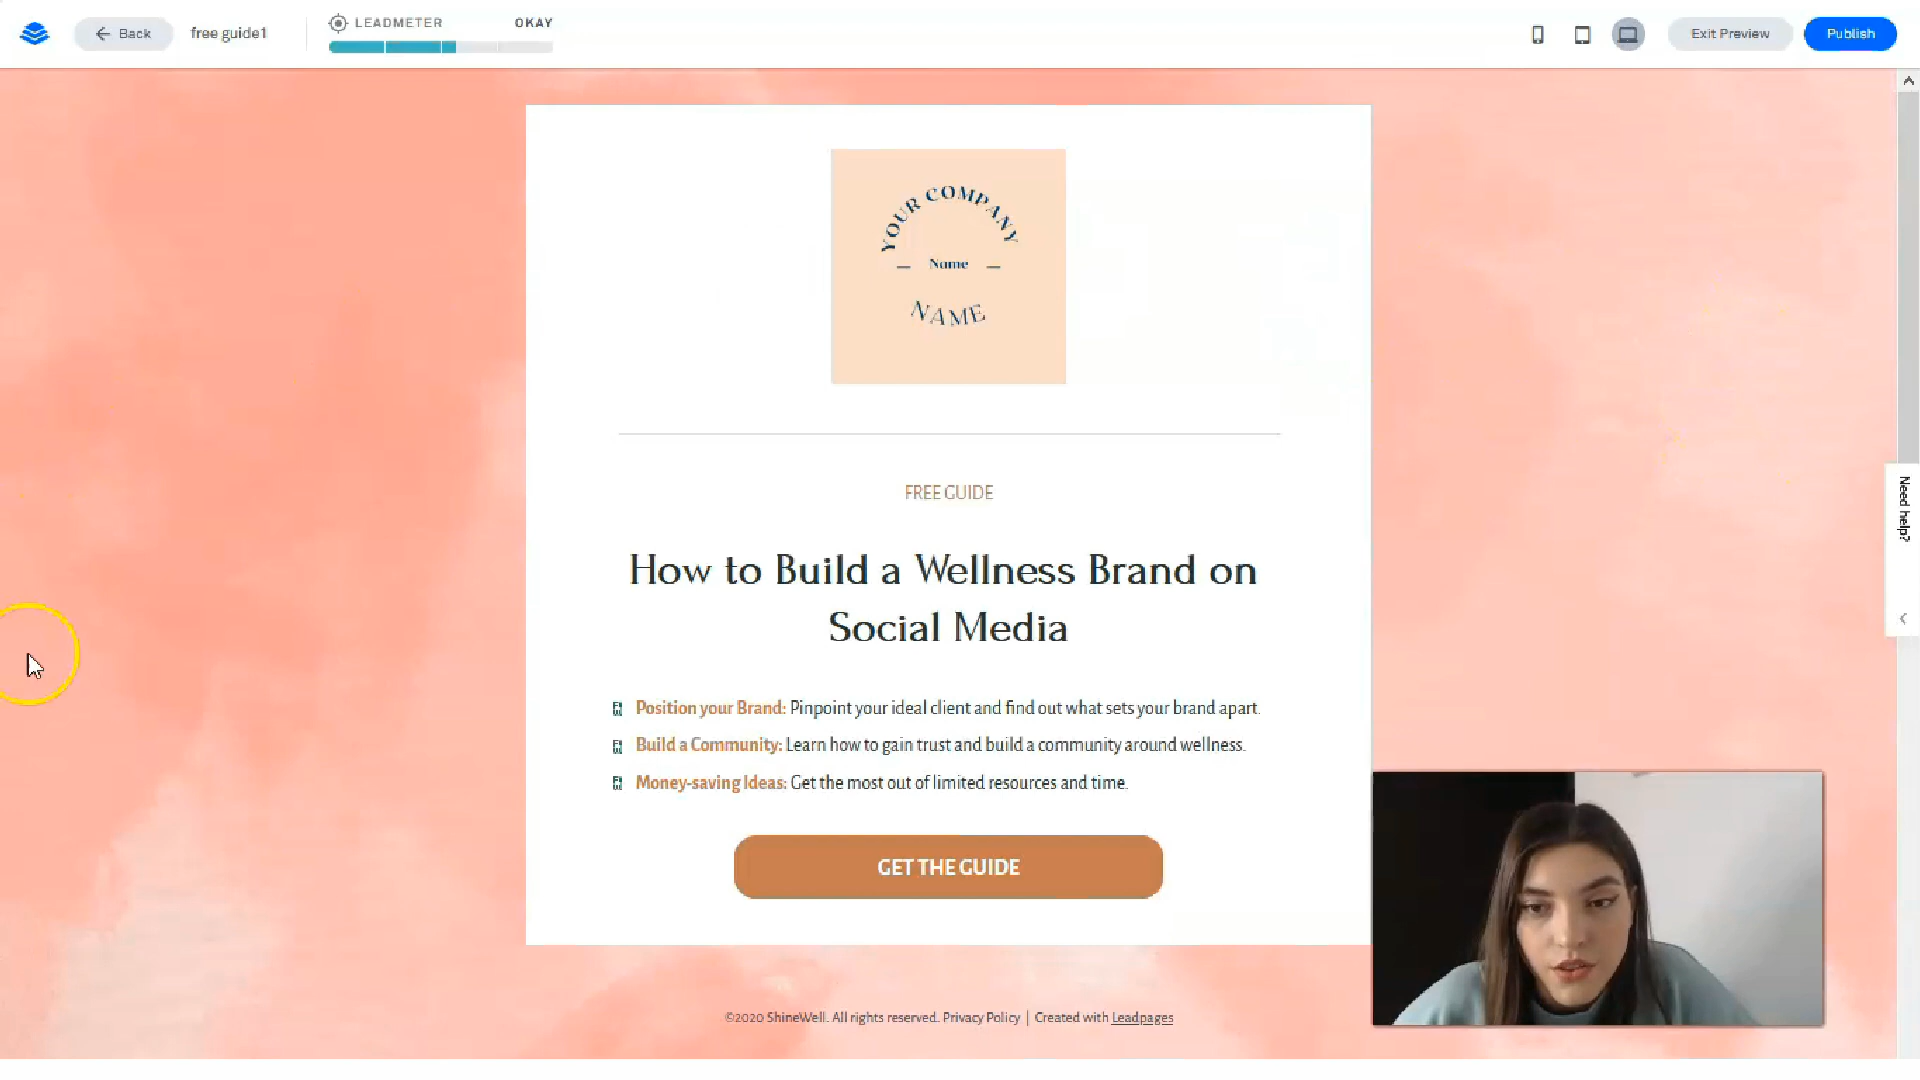 Back
free guide1
LEADMETER
OKAY
Exit Preview
Publish
YOUR COMPANY
Name
NAME
FREE GUIDE
How to Build a Wellness Brand on
Social Media
Position your Brand: Pinpoint your ideal client and find out what sets your brand apart.
Build a Community: Learn how to gain trust and build a community around wellness.
Money-saving Ideas: Get the most out of limited resources and time.
GET THE GUIDE
Need help?
©2020 ShineWell. All rights reserved. Privacy Policy | Created with Leadpages